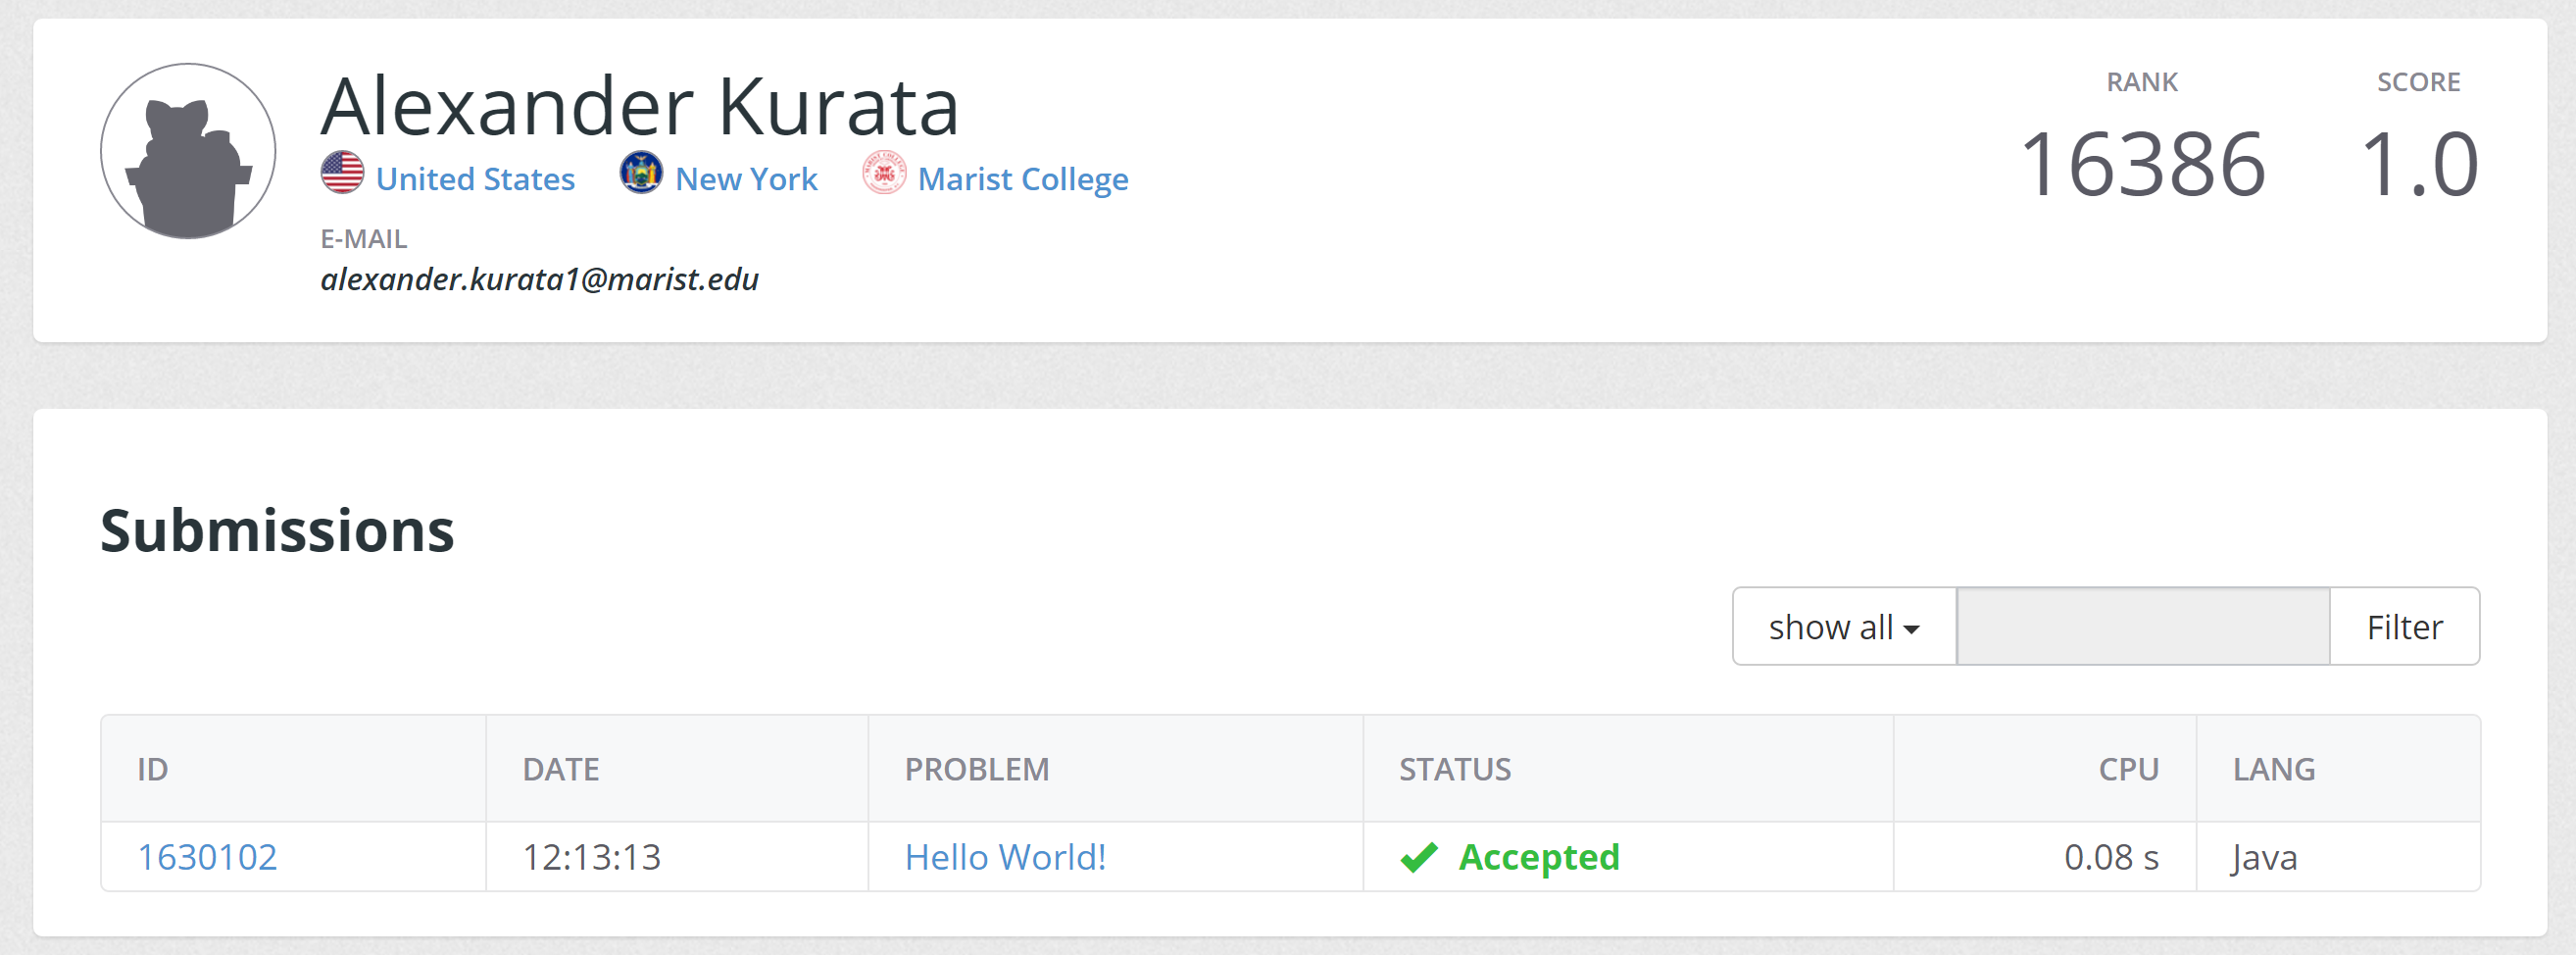 Alexander Kurata
United States New York Marist College
E-MAIL
alexander.kurata1@marist.edu
RANK SCORE
16386 1.0
Submissions
show all Filter
ID DATE PROBLEM STATUS CPU LANG
1630102 12:13:13 Hello World! Accepted 0.08 s Java